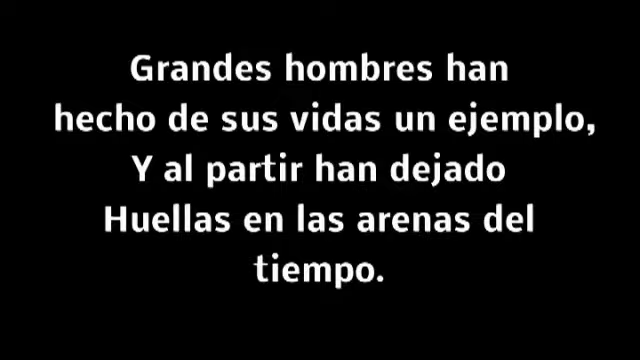 Grandes hombres han
hecho de sus vidas un ejemplo,
Y al partir han dejado
Huellas en las arenas del
tiempo.